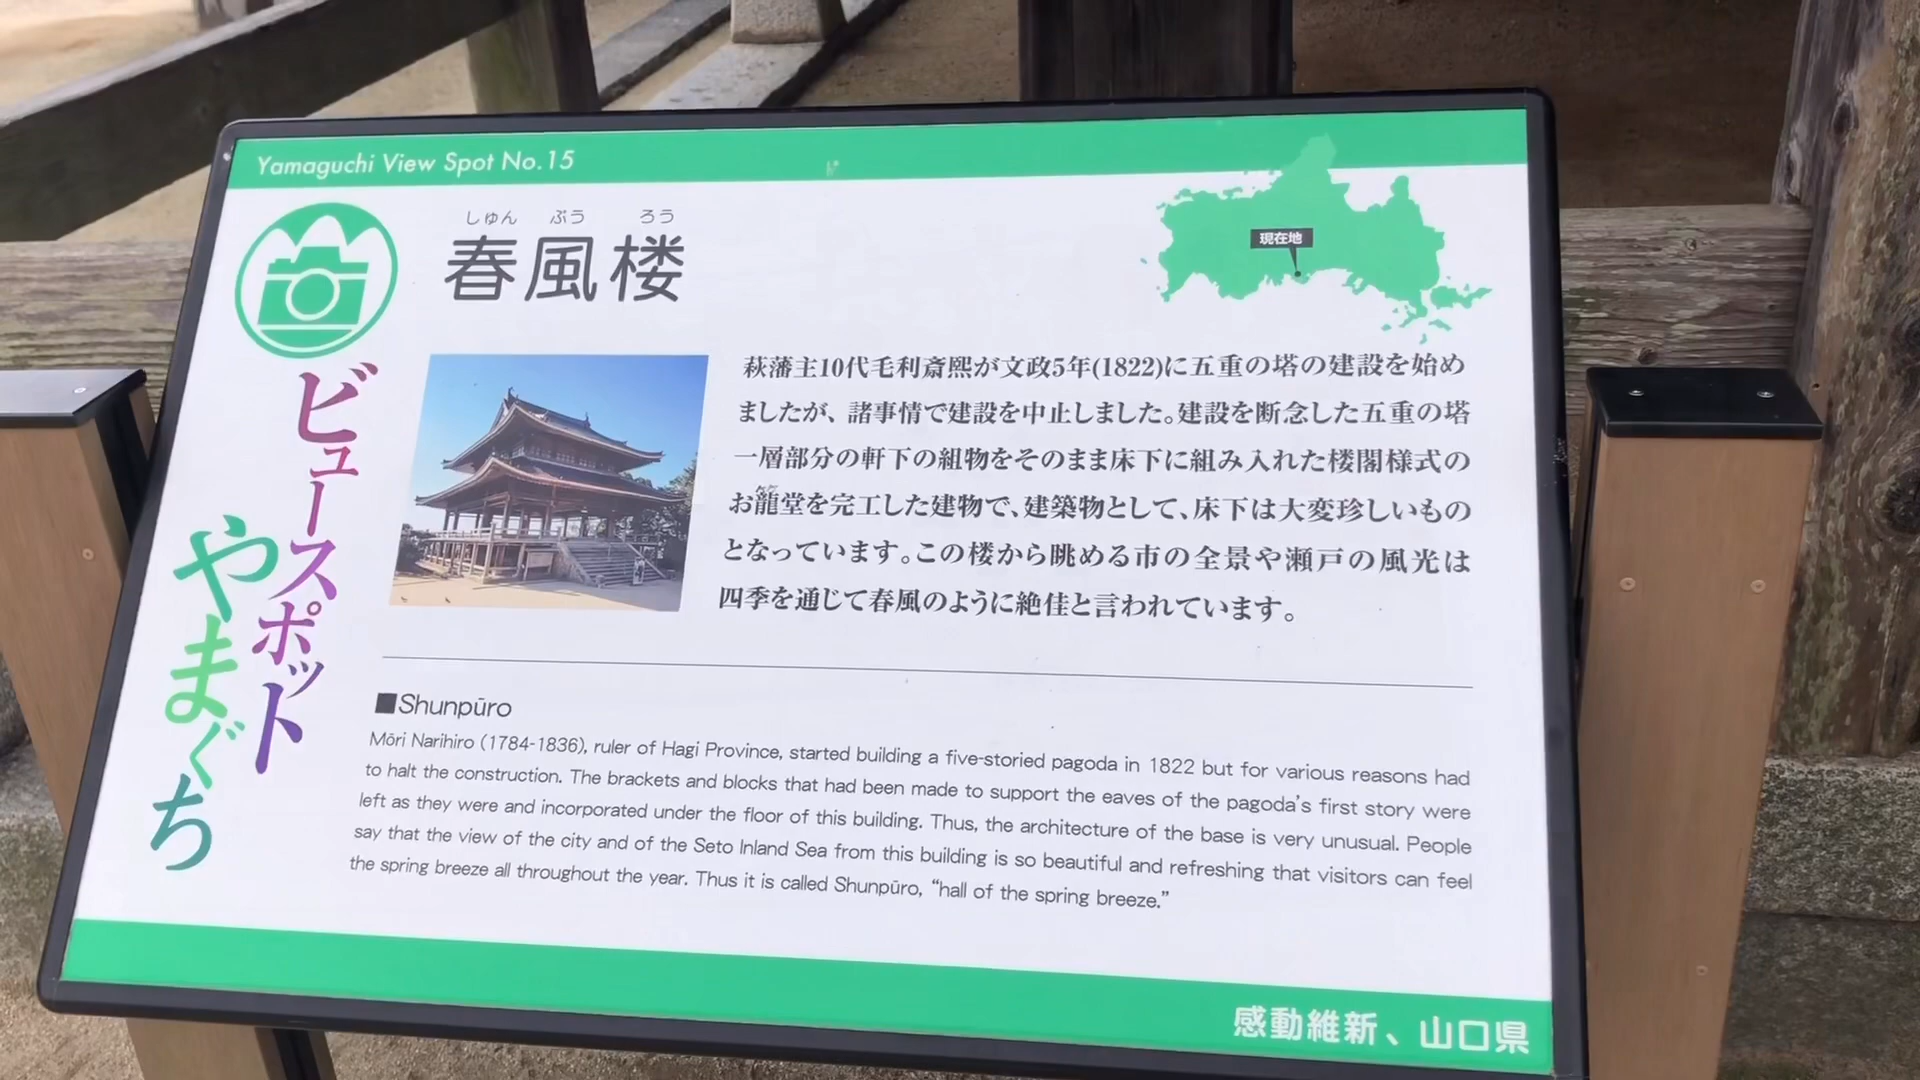 Yamaguchi View Spot No.15
しゅん ぷう ろう
春風楼
現在地
ビュースポット
やまぐち
萩藩主10代毛利斎熙が文政5年(1822)に五重の塔の建設を始め
ましたが、諸事情で建設を中止しました。建設を断念した五重の塔
一層部分の軒下の組物をそのまま床下に組み入れた楼閣様式の
お籠堂を完工した建物で、建築物として、床下は大変珍しいもの
となっています。この楼から眺める市の全景や瀬戸の風光は
四季を通じて春風のように絶佳と言われています。
■Shunpūro
Mōri Narihiro (1784-1836), ruler of Hagi Province, started building a five-storied pagoda in 1822 but for various reasons had
to halt the construction. The brackets and blocks that had been made to support the eaves of the pagoda's first story were
left as they were and incorporated under the floor of this building. Thus, the architecture of the base is very unusual. People
say that the view of the city and of the Seto Inland Sea from this building is so beautiful and refreshing that visitors can feel
the spring breeze all throughout the year. Thus it is called Shunpūro, “hall of the spring breeze.”
感動維新、山口県